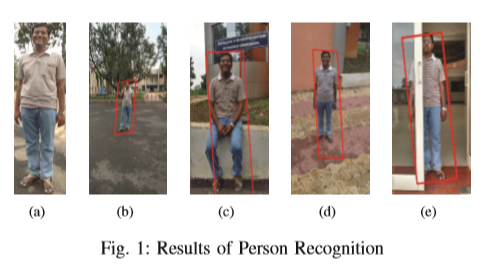 (a) (b) (c) (d) (e)
Fig. 1: Results of Person Recognition